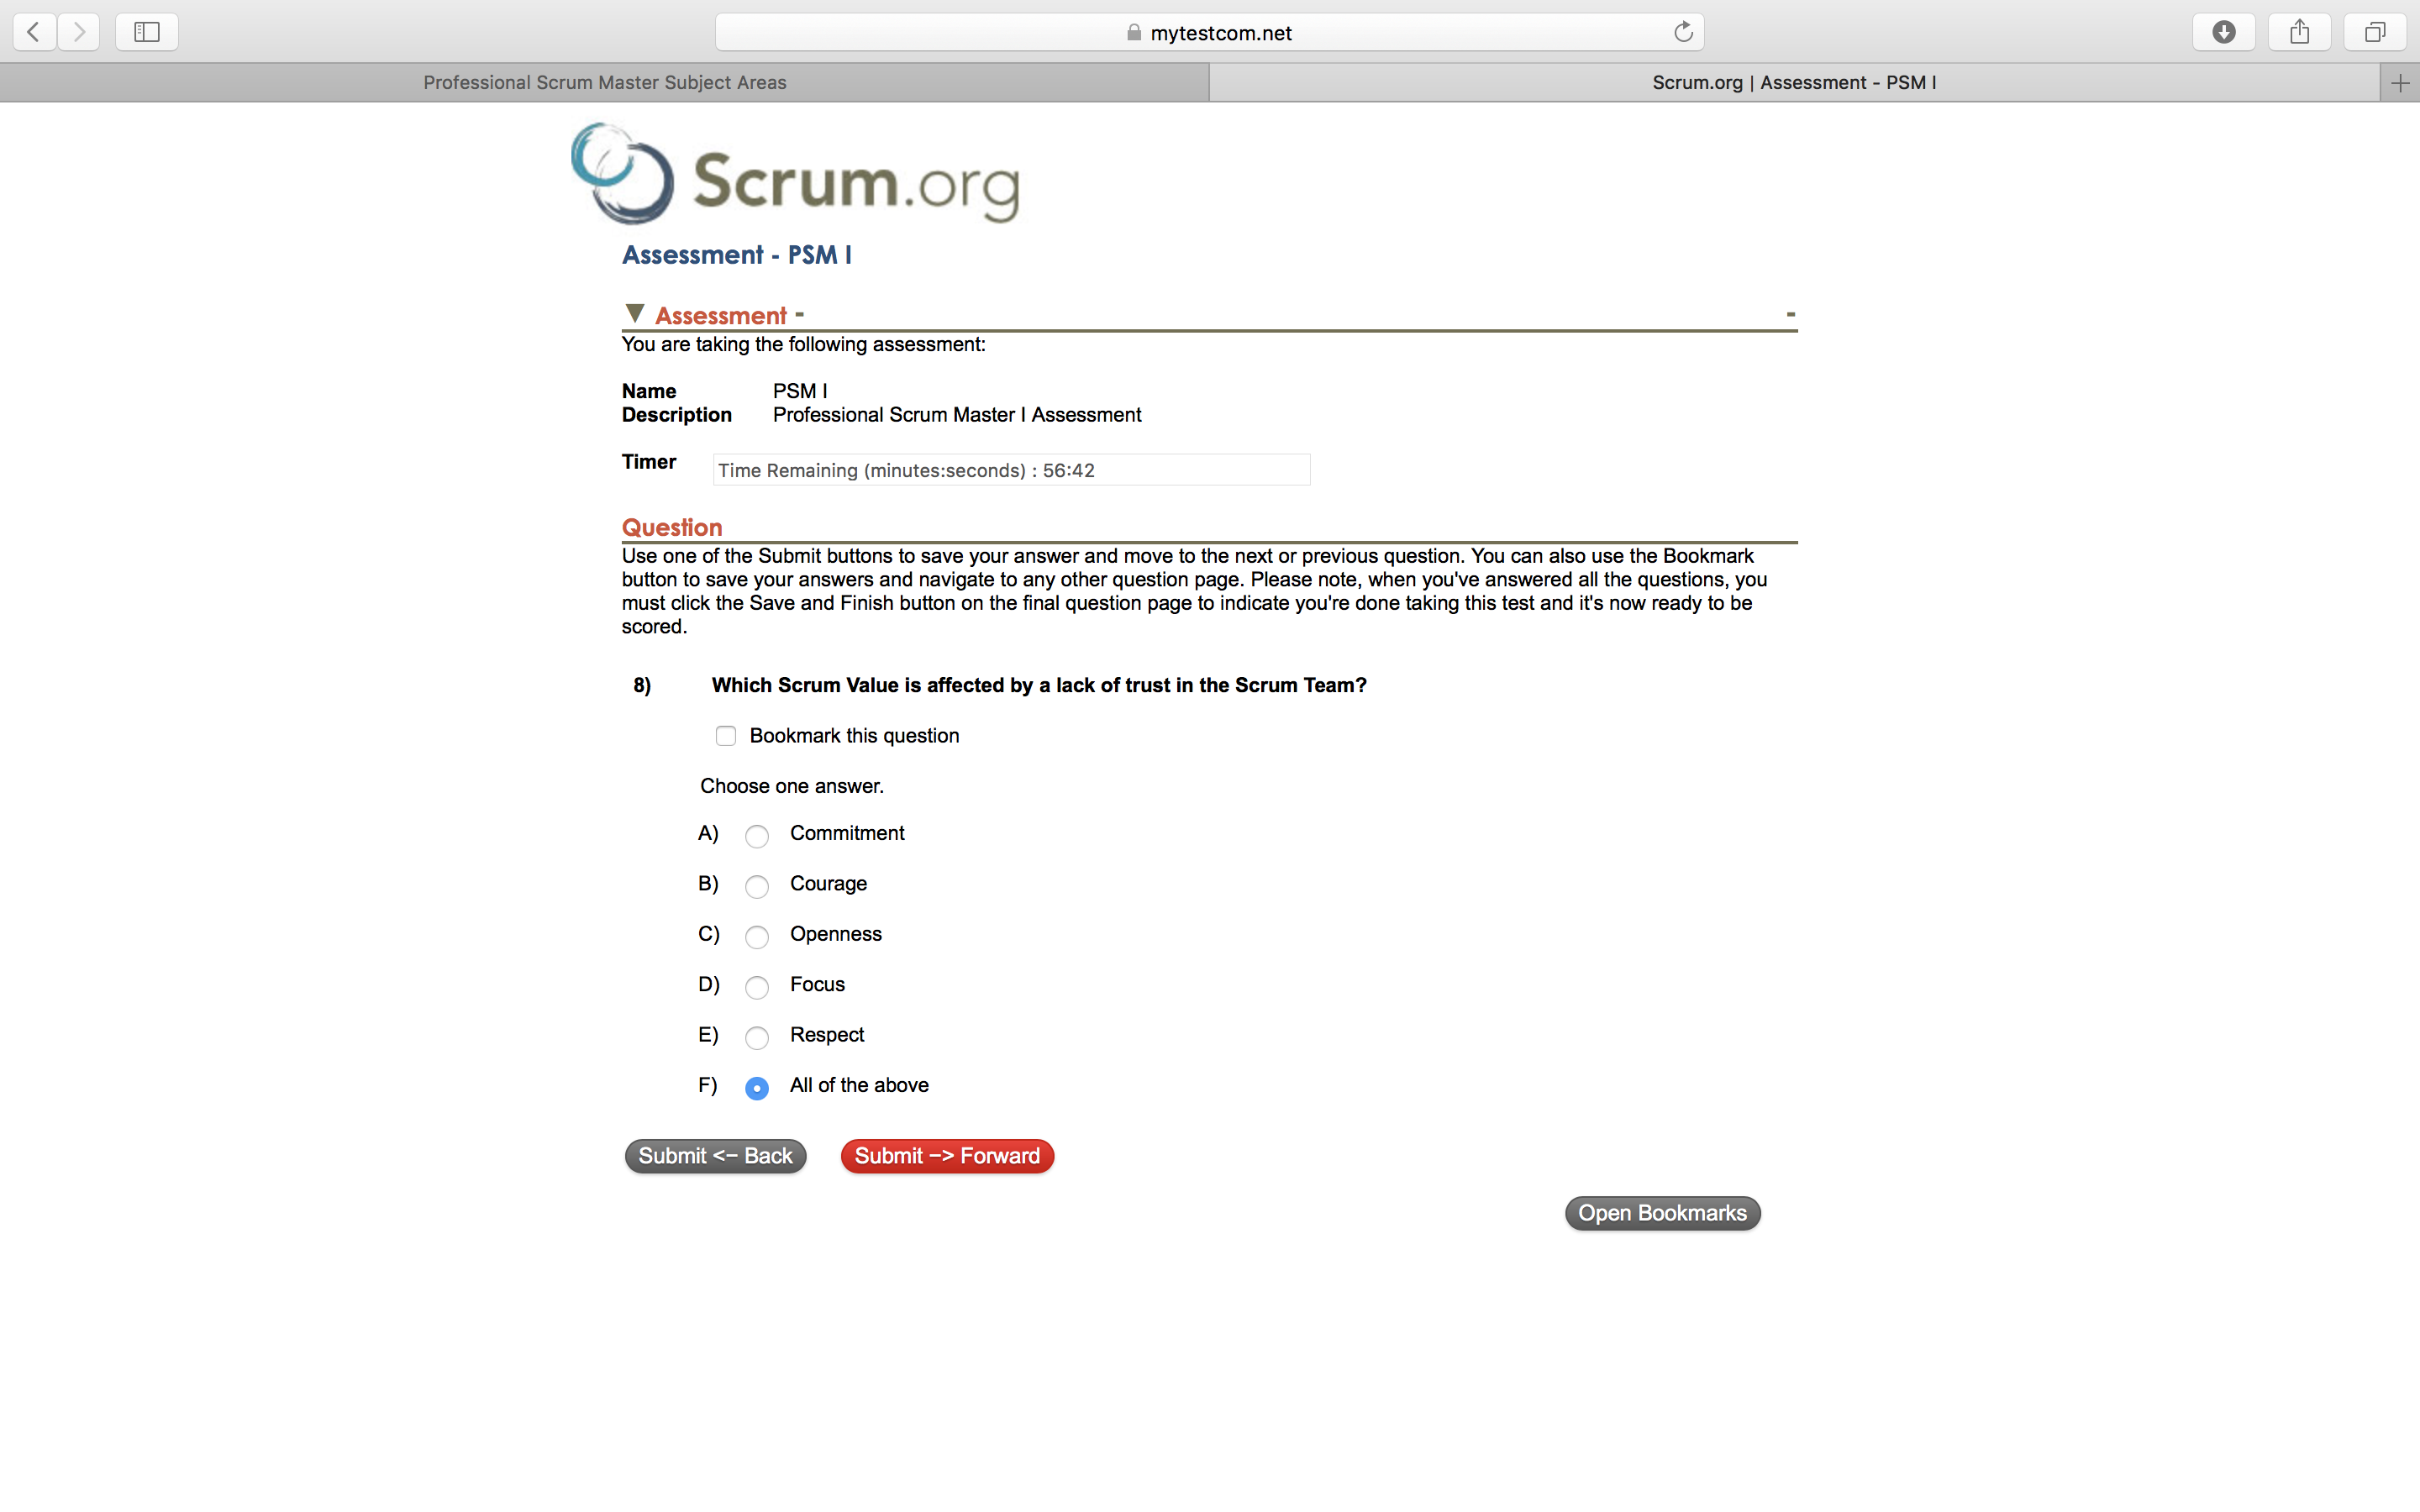 mytestcom.net
Professional Scrum Master Subject Areas
Scrum.org | Assessment - PSM I
Scrum.org
Assessment - PSM I
▼ Assessment - -
You are taking the following assessment:
Name PSM I
Description Professional Scrum Master I Assessment
Timer Time Remaining (minutes:seconds) : 56:42
Question
Use one of the Submit buttons to save your answer and move to the next or previous question. You can also use the Bookmark
button to save your answers and navigate to any other question page. Please note, when you've answered all the questions, you
must click the Save and Finish button on the final question page to indicate you're done taking this test and it's now ready to be
scored.
8) Which Scrum Value is affected by a lack of trust in the Scrum Team?
Bookmark this question
Choose one answer.
A) Commitment
B) Courage
C) Openness
D) Focus
E) Respect
F) All of the above
Submit <- Back Submit -> Forward
Open Bookmarks